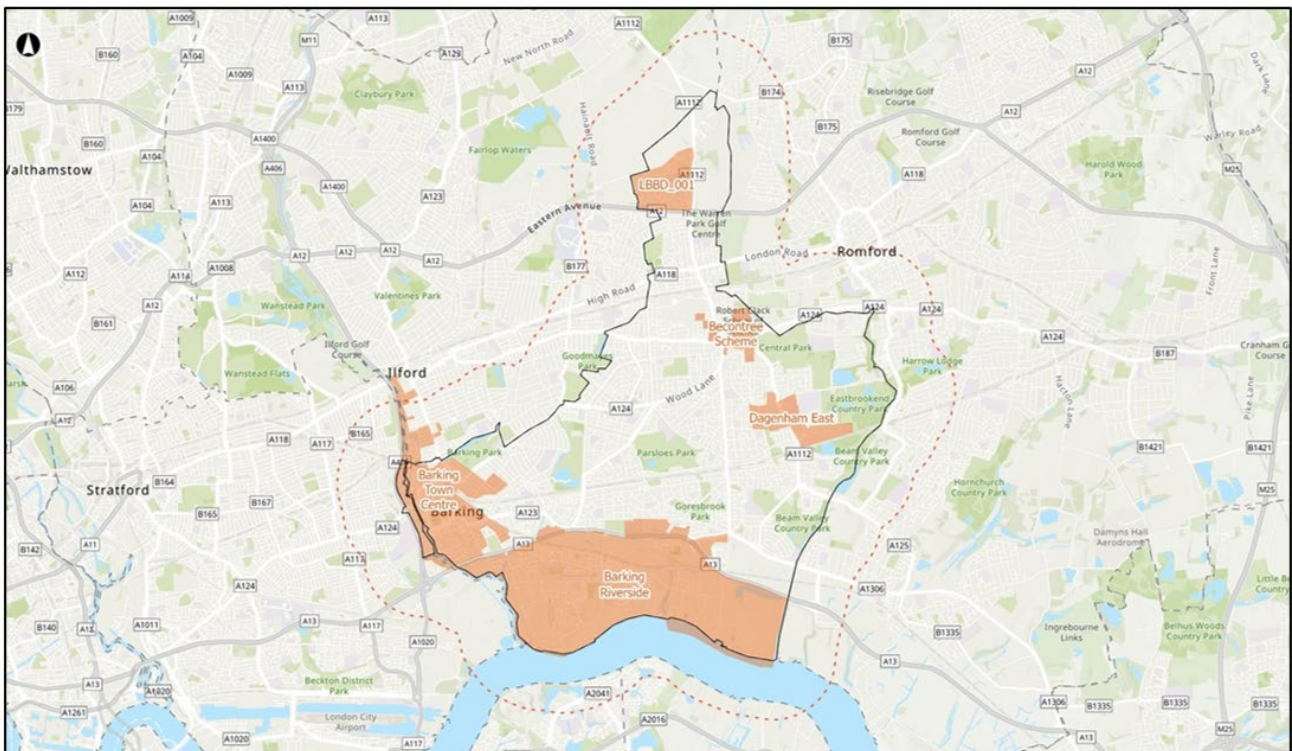 A1009
A113
A1112
B175
B160
A104
M11
A123
New North Road
A12
Dark Lane
A1009
A113
Claybury Park
A1112
B174
Risebridge Golf
Course
A12
Hainault Road
B175
Romford Golf
Course
Warley Road
A1400
B160
Fairlop Waters
M25
Walthamstow
A104
A406
A118
Harold Wood
Park
A1400
A1112
LBBD_001
A123
A104
A113
Eastern Avenue
A12
The Warren
Park Golf
Centre
London Road
Romford
A12
A12
A12
A12
B177
A118
A112
A1008
A114
Front Lane
Valentines Park
High Road
Wanstead Park
A12
Robert Clack
A124
A124
A124
B161
Becontree
Scheme
A124
Ilford Golf
Course
Central Park
B187
Cranham G
Course
Goodmayes
Park
Harrow Lodge
Park
Ilford
Wanstead Flats
Wood Lane
A106
Eastbrookend
Country Park
Pike Lane
A124
Dagenham East
A118
A117
B165
B1421
B1421
Barking Park
Parsloes Park
A1112
Beam Valley
Country Park
Barking
Town
Centre
Stratford
B164
Hornchurch
Country Park
M25
B167
B165
Barking
A123
Goresbrook
Park
Beam Valley
Country Park
A124
Damyns Hall
Aerodrome
A11
A13
A125
B142
A117
A13
Barking
Riverside
A124
A1306
Little Be
Country
A1011
A117
B140
A13
A1020
B1335
Ingrebourne
Links
Belhus Woods
Country Park
A13
Beckton District
Park
A13
A1020
A2041
A1306
B1335
B1335
A1261
London City
Airport
A2016
M25
A1020
A117
A13